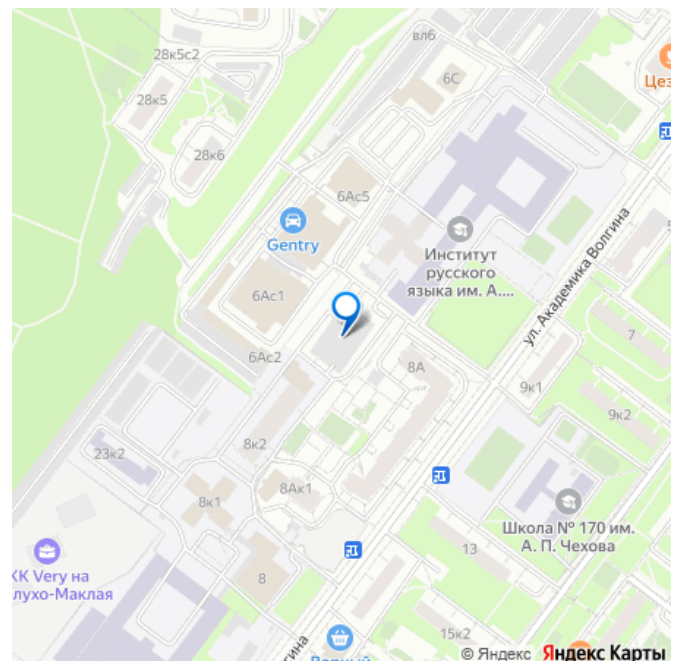 28к5с2
вл6
6С
Цез
28к5
28к6
6Ас5
Gentry
Институт
русского
языка им. А....
ул. Академика Волгина
6Ас1
7
6Ас2
8А
9к1
9к2
8к2
23к2
8Ак1
8к1
Школа № 170 им.
А. П. Чехова
КК Very на
лухо-Маклая
13
8
15к2
ина
Верный
© Яндекс Яндекс Карты